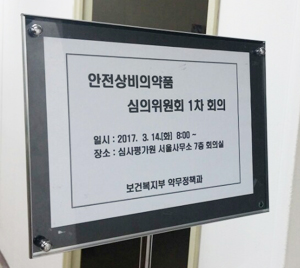 안전상비의약품
심의위원회 1차 회의
일시 : 2017. 3. 14.(화) 8:00 ~
장소 : 심사평가원 서울사무소 7층 회의실
보건복지부 약무정책과